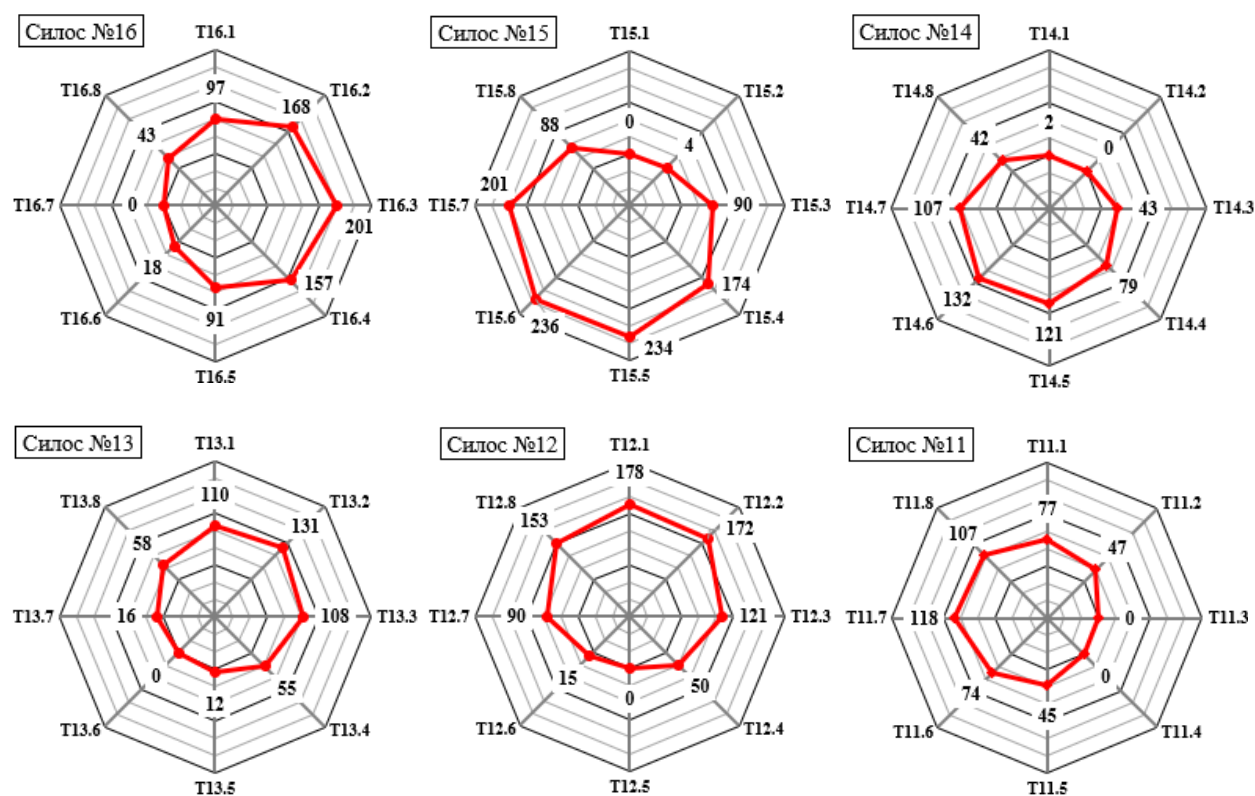 Силос №16
T16.1
T16.2
T16.3
T16.4
T16.5
T16.6
T16.7
T16.8
97
168
201
157
91
18
0
43
Силос №15
T15.1
T15.2
T15.3
T15.4
T15.5
T15.6
T15.7
T15.8
0
4
90
174
234
236
201
88
Силос №14
T14.1
T14.2
T14.3
T14.4
T14.5
T14.6
T14.7
T14.8
2
0
43
79
121
132
107
42
Силос №13
T13.1
T13.2
T13.3
T13.4
T13.5
T13.6
T13.7
T13.8
110
131
108
55
12
0
16
58
Силос №12
T12.1
T12.2
T12.3
T12.4
T12.5
T12.6
T12.7
T12.8
178
172
121
50
0
15
90
153
Силос №11
T11.1
T11.2
T11.3
T11.4
T11.5
T11.6
T11.7
T11.8
77
47
0
0
45
74
118
107